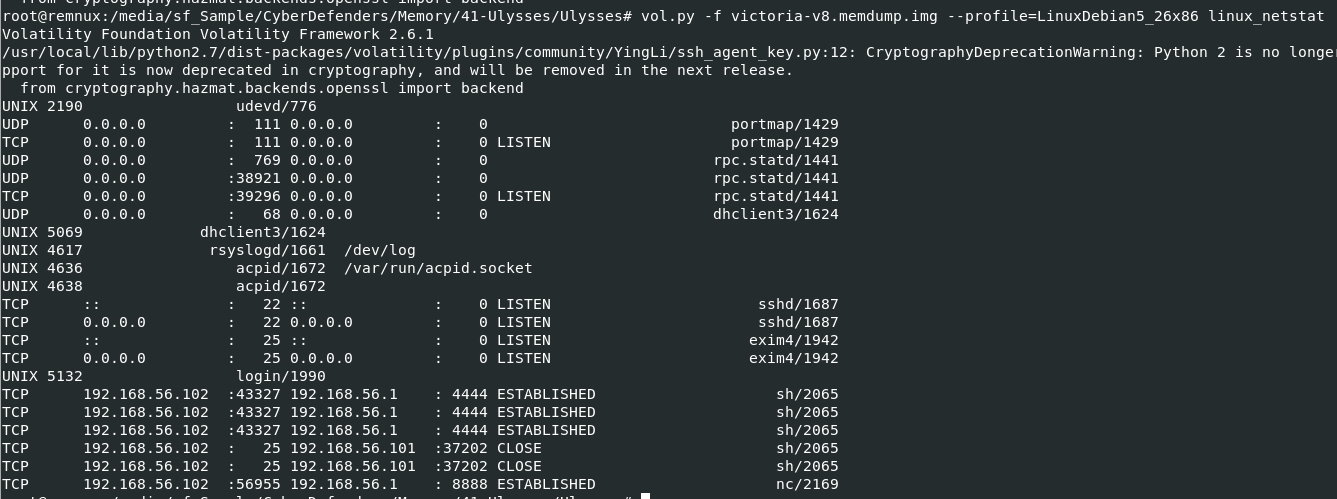 from cryptography.hazmat.backends.openssl import backend
root@remnux:/media/sf_Sample/CyberDefenders/Memory/41-Ulysses/Ulysses# vol.py -f victoria-v8.memdump.img --profile=LinuxDebian5_26x86 linux_netstat
Volatility Foundation Volatility Framework 2.6.1
/usr/local/lib/python2.7/dist-packages/volatility/plugins/community/YingLi/ssh_agent_key.py:12: CryptographyDeprecationWarning: Python 2 is no longer
pport for it is now deprecated in cryptography, and will be removed in the next release.
  from cryptography.hazmat.backends.openssl import backend
UNIX 2190                 udevd/776
UDP      0.0.0.0         :  111 0.0.0.0         :    0                           portmap/1429
TCP      0.0.0.0         :  111 0.0.0.0         :    0 LISTEN                    portmap/1429
UDP      0.0.0.0         :  769 0.0.0.0         :    0                         rpc.statd/1441
UDP      0.0.0.0         :38921 0.0.0.0         :    0                         rpc.statd/1441
TCP      0.0.0.0         :39296 0.0.0.0         :    0 LISTEN                  rpc.statd/1441
UDP      0.0.0.0         :   68 0.0.0.0         :    0                         dhclient3/1624
UNIX 5069             dhclient3/1624
UNIX 4617              rsyslogd/1661  /dev/log
UNIX 4636                 acpid/1672  /var/run/acpid.socket
UNIX 4638                 acpid/1672
TCP      ::              :   22 ::              :    0 LISTEN                       sshd/1687
TCP      0.0.0.0         :   22 0.0.0.0         :    0 LISTEN                       sshd/1687
TCP      ::              :   25 ::              :    0 LISTEN                      exim4/1942
TCP      0.0.0.0         :   25 0.0.0.0         :    0 LISTEN                      exim4/1942
UNIX 5132                 login/1990
TCP      192.168.56.102  :43327 192.168.56.1    : 4444 ESTABLISHED                    sh/2065
TCP      192.168.56.102  :43327 192.168.56.1    : 4444 ESTABLISHED                    sh/2065
TCP      192.168.56.102  :43327 192.168.56.1    : 4444 ESTABLISHED                    sh/2065
TCP      192.168.56.102  :   25 192.168.56.101  :37202 CLOSE                          sh/2065
TCP      192.168.56.102  :   25 192.168.56.101  :37202 CLOSE                          sh/2065
TCP      192.168.56.102  :56955 192.168.56.1    : 8888 ESTABLISHED                    nc/2169